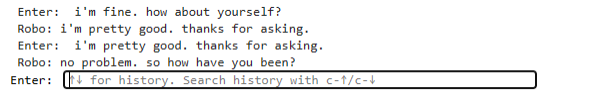 Enter:  i'm fine. how about yourself?
Robo: i'm pretty good. thanks for asking.
Enter:  i'm pretty good. thanks for asking.
Robo: no problem. so how have you been?
Enter: ↑↓ for history. Search history with c-↑/c-↓